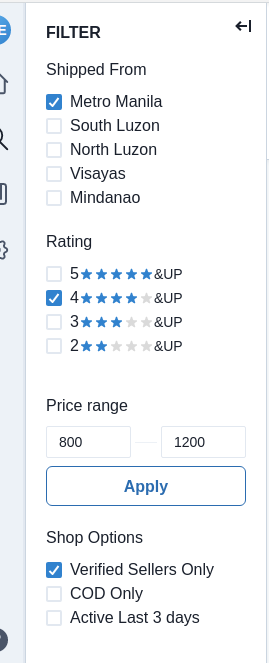 E
FILTER
Shipped From
Metro Manila
South Luzon
North Luzon
Visayas
Mindanao
Rating
5★★★★★&UP
4★★★★★&UP
3★★★★★&UP
2★★★★★&UP
Price range
800
1200
Apply
Shop Options
Verified Sellers Only
COD Only
Active Last 3 days